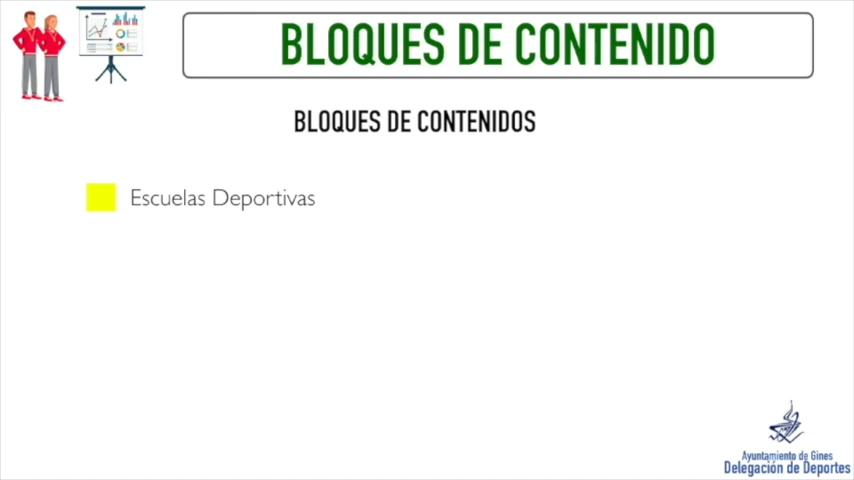 BLOQUES DE CONTENIDO
BLOQUES DE CONTENIDOS
Escuelas Deportivas
Ayuntamiento de Gines
Delegación de Deportes